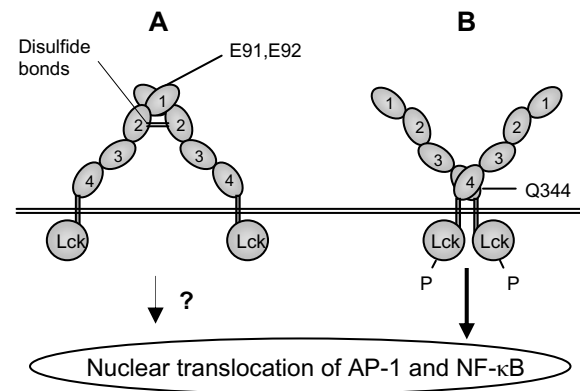 A
B
Disulfide
bonds
E91,E92
1
2
2
3
3
4
4
1
2
3
1
2
3
4
Q344
Lck
Lck
Lck
Lck
P
P
?
Nuclear translocation of AP-1 and NF-κB